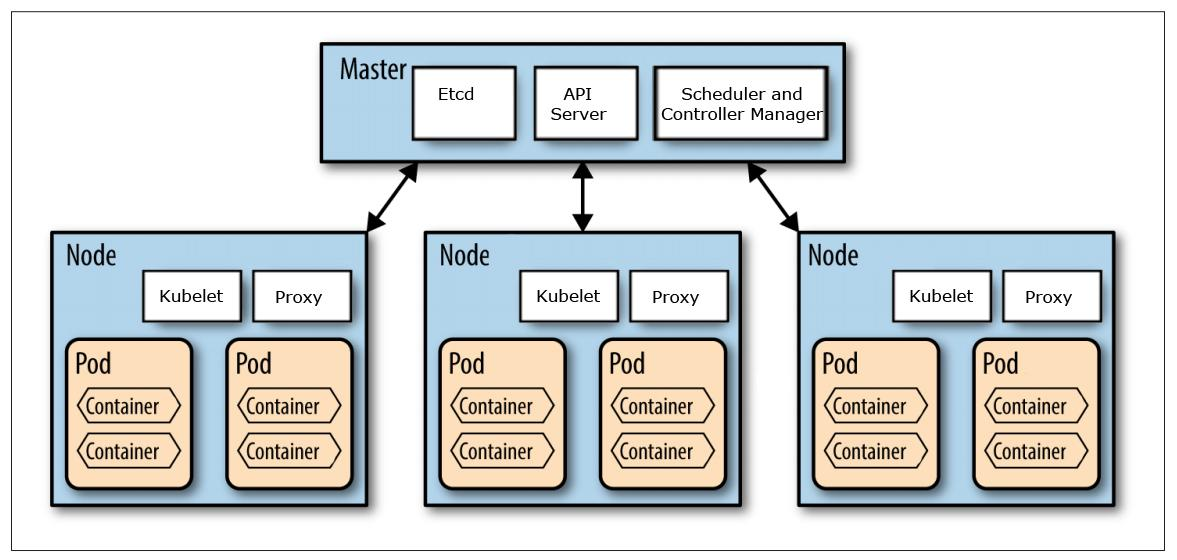 Master
Etcd
API
Server
Scheduler and
Controller Manager
Node
Kubelet
Proxy
Pod
Container
Container
Pod
Container
Container
Node
Kubelet
Proxy
Pod
Container
Container
Pod
Container
Container
Node
Kubelet
Proxy
Pod
Container
Container
Pod
Container
Container